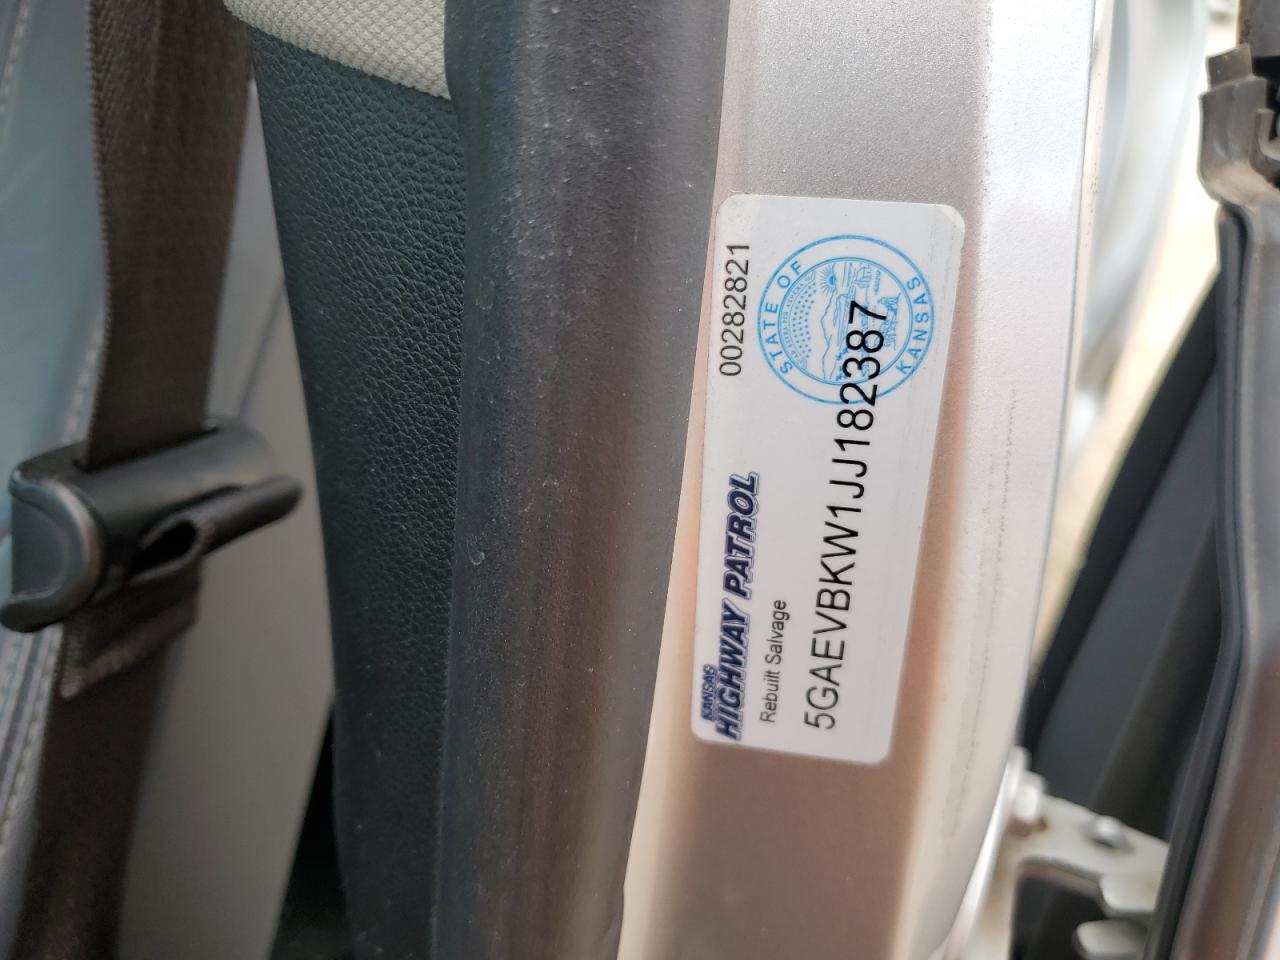 KANSAS
HIGHWAY PATROL
00282821
Rebuilt Salvage
STATE OF KANSAS
5GAEVBKW1JJ182387